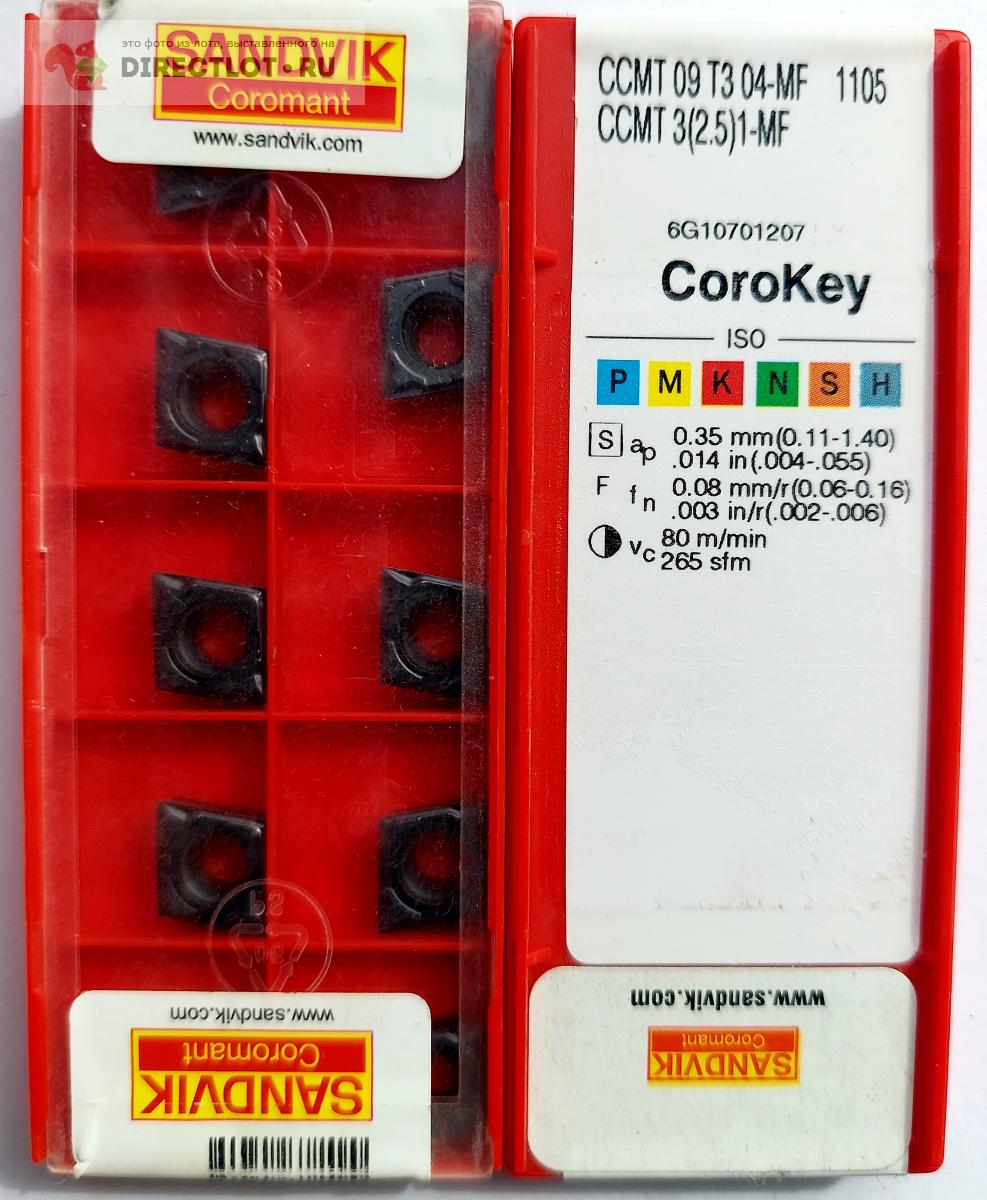 это фото из лота, выставленного на
DIRECTLOT.RU
SANDVIK
Coromant
www.sandvik.com
PS
www.sandvik.com
Coromant
SANDVIK
CCMT 09 T3 04-MF 1105
CCMT 3(2.5)1-MF
6G10701207
CoroKey
ISO
P M K N S H
S ap 0.35 mm(0.11-1.40)
.014 in(.004-.055)
F fn 0.08 mm/r(0.06-0.16)
.003 in/r(.002-.006)
vc 80 m/min
265 sfm
www.sandvik.com
Coromant
SANDVIK